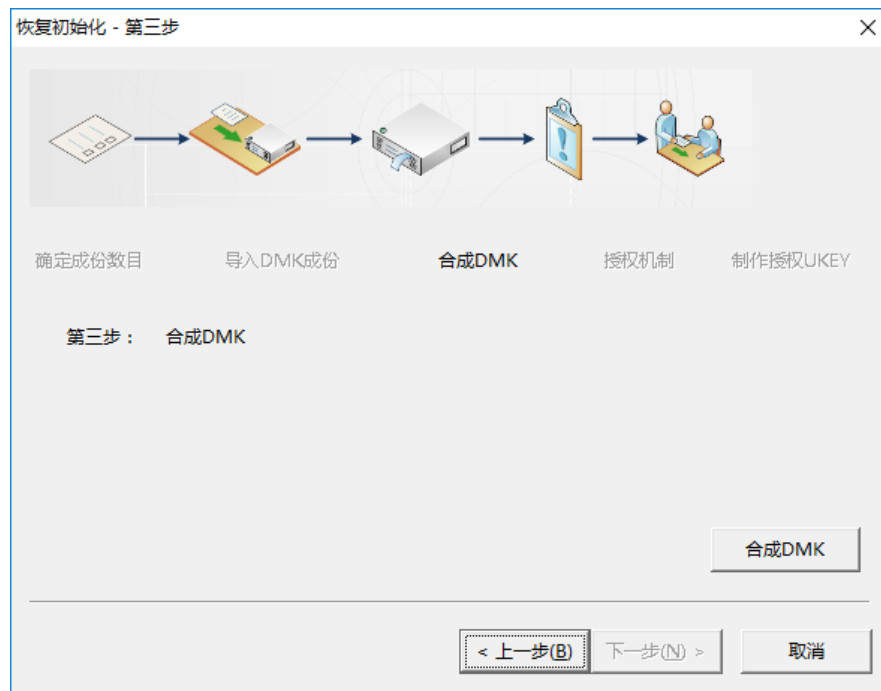 恢复初始化 - 第三步
确定成份数目 导入DMK成份 合成DMK 授权机制 制作授权UKEY
第三步： 合成DMK
合成DMK
< 上一步(B) 下一步(N) > 取消